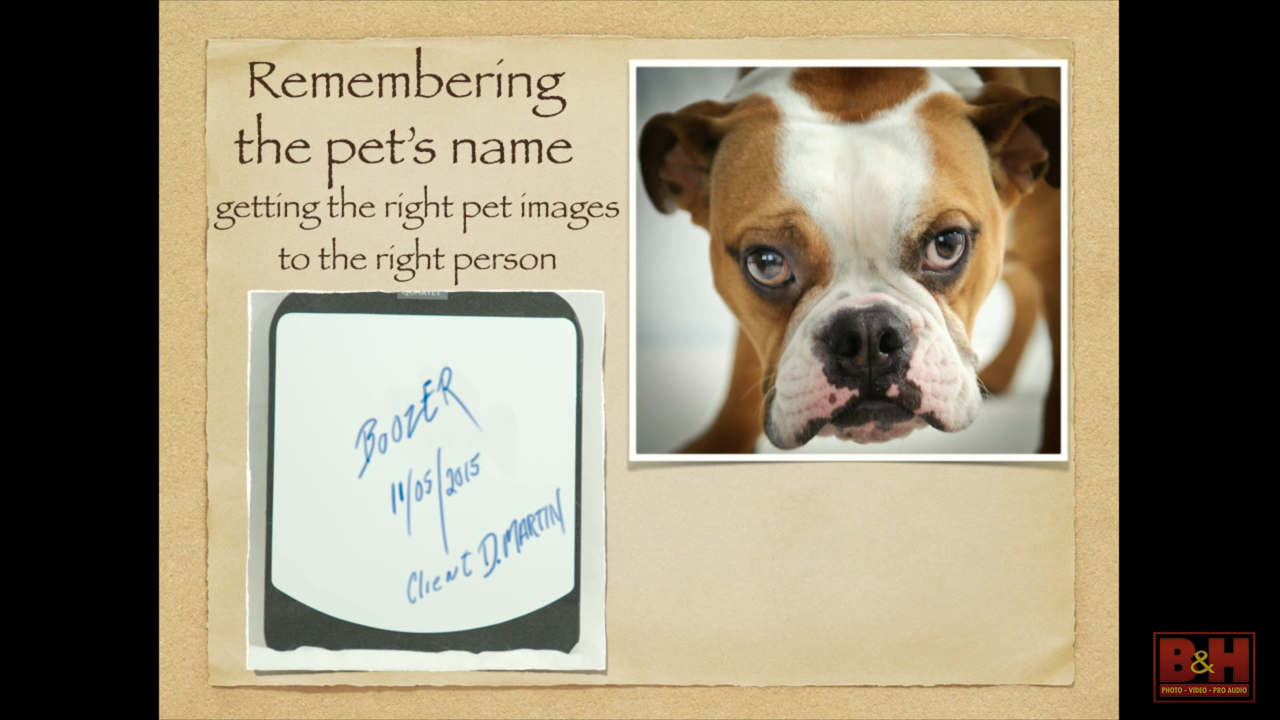 Remembering
the pet's name
getting the right pet images
to the right person
QUARTET
BOOZER
11/05/2015
Client D. MARTIN
B&H
PHOTO - VIDEO - PRO AUDIO